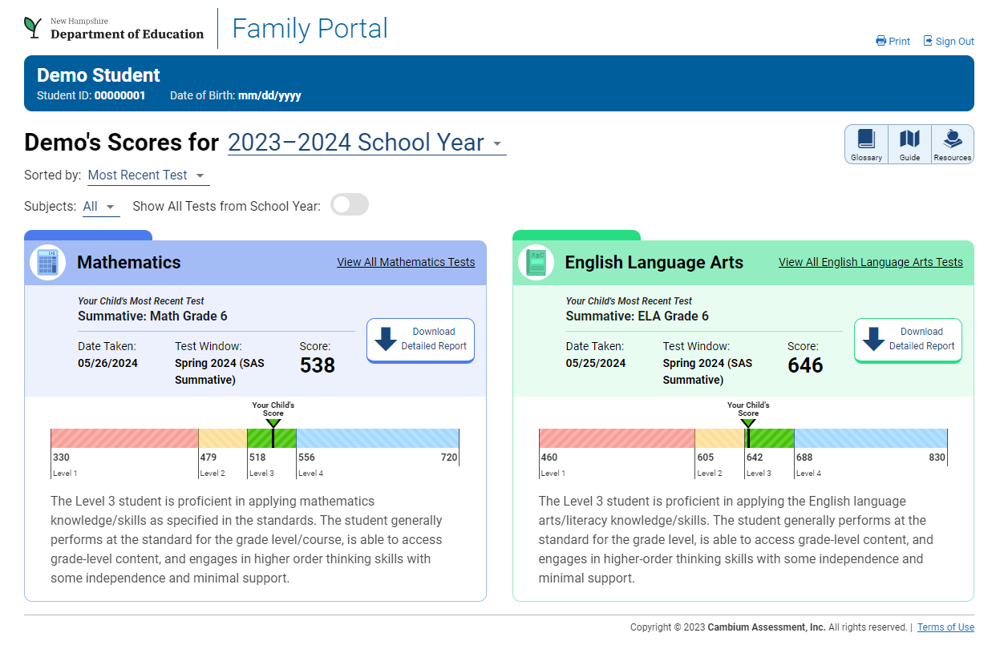 New Hampshire
Department of Education
Family Portal
Print
Sign Out
Demo Student
Student ID: 00000001 Date of Birth: mm/dd/yyyy
Demo's Scores for 2023–2024 School Year
Glossary
Guide
Resources
Sorted by: Most Recent Test
Subjects: All Show All Tests from School Year:
Mathematics
View All Mathematics Tests
Your Child's Most Recent Test
Summative: Math Grade 6
Date Taken:
05/26/2024
Test Window:
Spring 2024 (SAS
Summative)
Score:
538
Download
Detailed Report
Your Child's
Score
330 479 518 556 720
Level 1 Level 2 Level 3 Level 4
The Level 3 student is proficient in applying mathematics
knowledge/skills as specified in the standards. The student generally
performs at the standard for the grade level/course, is able to access
grade-level content, and engages in higher order thinking skills with
some independence and minimal support.
English Language Arts
View All English Language Arts Tests
ABC
Your Child's Most Recent Test
Summative: ELA Grade 6
Date Taken:
05/25/2024
Test Window:
Spring 2024 (SAS
Summative)
Score:
646
Download
Detailed Report
Your Child's
Score
460 605 642 688 830
Level 1 Level 2 Level 3 Level 4
The Level 3 student is proficient in applying the English language
arts/literacy knowledge/skills. The student generally performs at the
standard for the grade level, is able to access grade-level content, and
engages in higher-order thinking skills with some independence and
minimal support.
Copyright © 2023 Cambium Assessment, Inc. All rights reserved. | Terms of Use